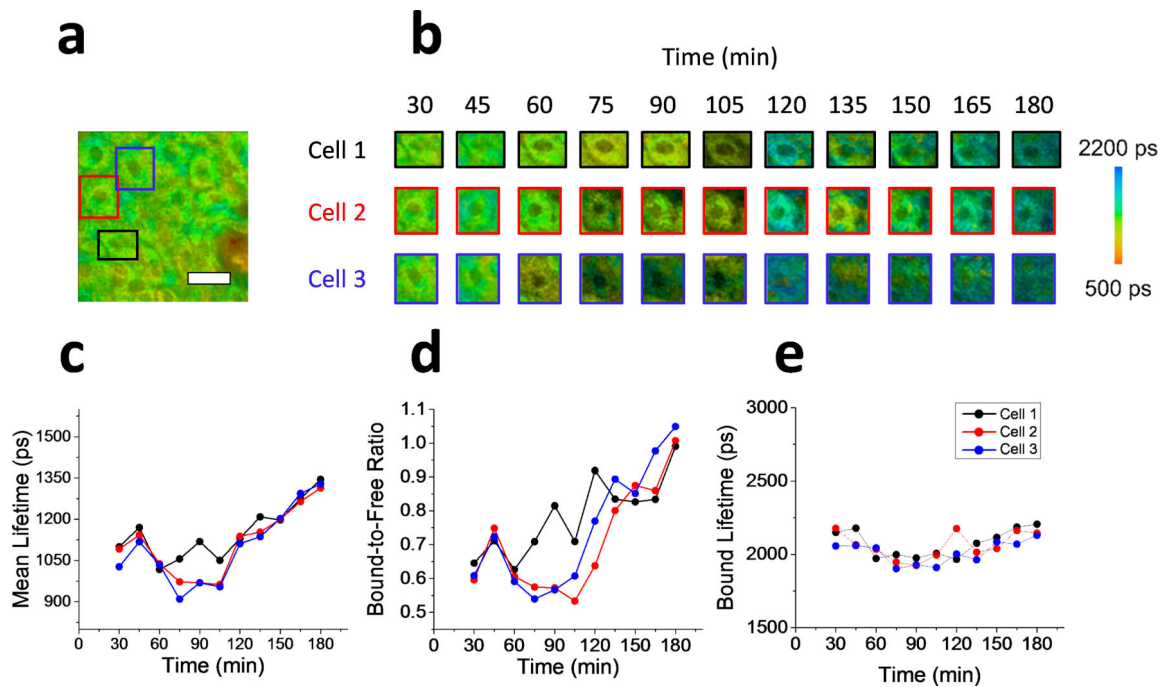 a
b
Time (min)
30 45 60 75 90 105 120 135 150 165 180
Cell 1
Cell 2
Cell 3
2200 ps
500 ps
c
d
e
Mean Lifetime (ps)
1500
1350
1200
1050
900
0 30 60 90 120 150 180
Time (min)
Bound-to-Free Ratio
1.1
1.0
0.9
0.8
0.7
0.6
0.5
0 30 60 90 120 150 180
Time (min)
Bound Lifetime (ps)
3000
2500
2000
1500
0 30 60 90 120 150 180
Time (min)
Cell 1
Cell 2
Cell 3